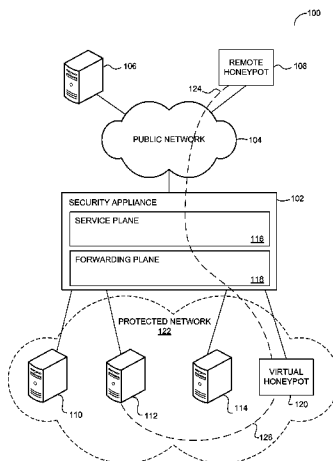 100
106
REMOTE
HONEYPOT
108
124
PUBLIC NETWORK
104
SECURITY APPLIANCE
102
SERVICE PLANE
116
FORWARDING PLANE
118
PROTECTED NETWORK
122
VIRTUAL
HONEYPOT
110
112
114
120
126